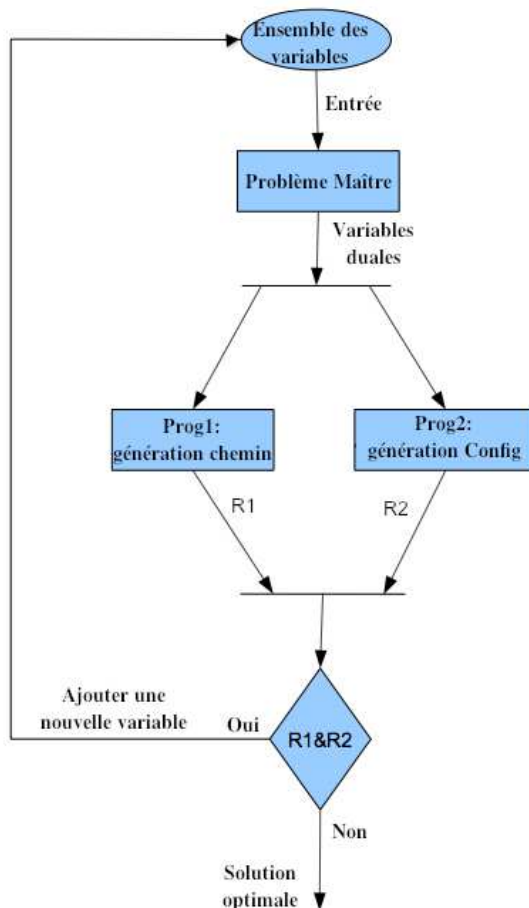 Ensemble des
variables
Entrée
Problème Maître
Variables
duales
Prog1:
génération chemin
Prog2:
génération Config
R1
R2
Ajouter une
nouvelle variable
Oui
R1&R2
Non
Solution
optimale